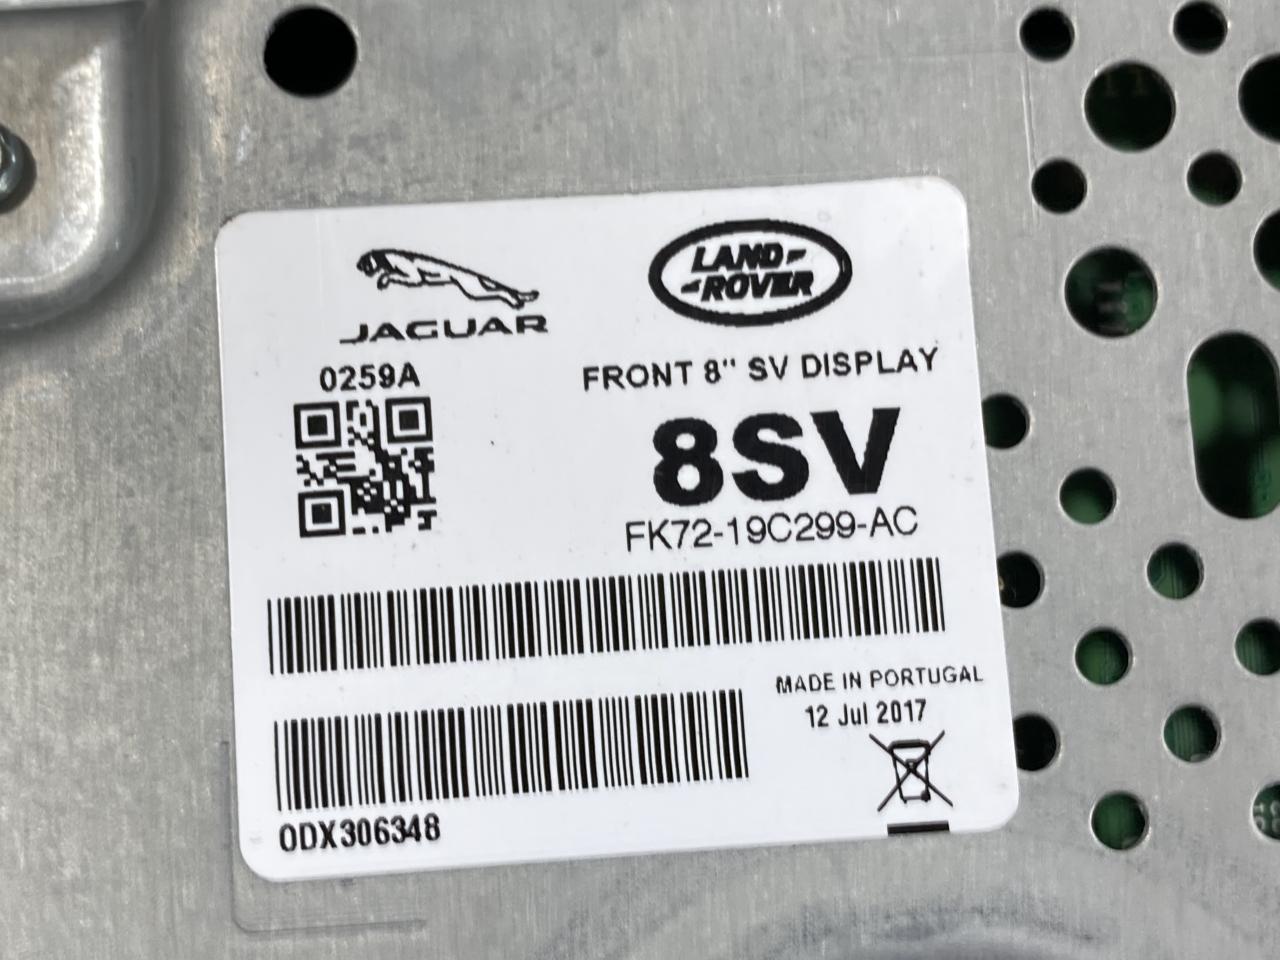 JAGUAR
LAND
ROVER
0259A
FRONT 8" SV DISPLAY
8SV
FK72-19C299-AC
MADE IN PORTUGAL
12 Jul 2017
0DX306348